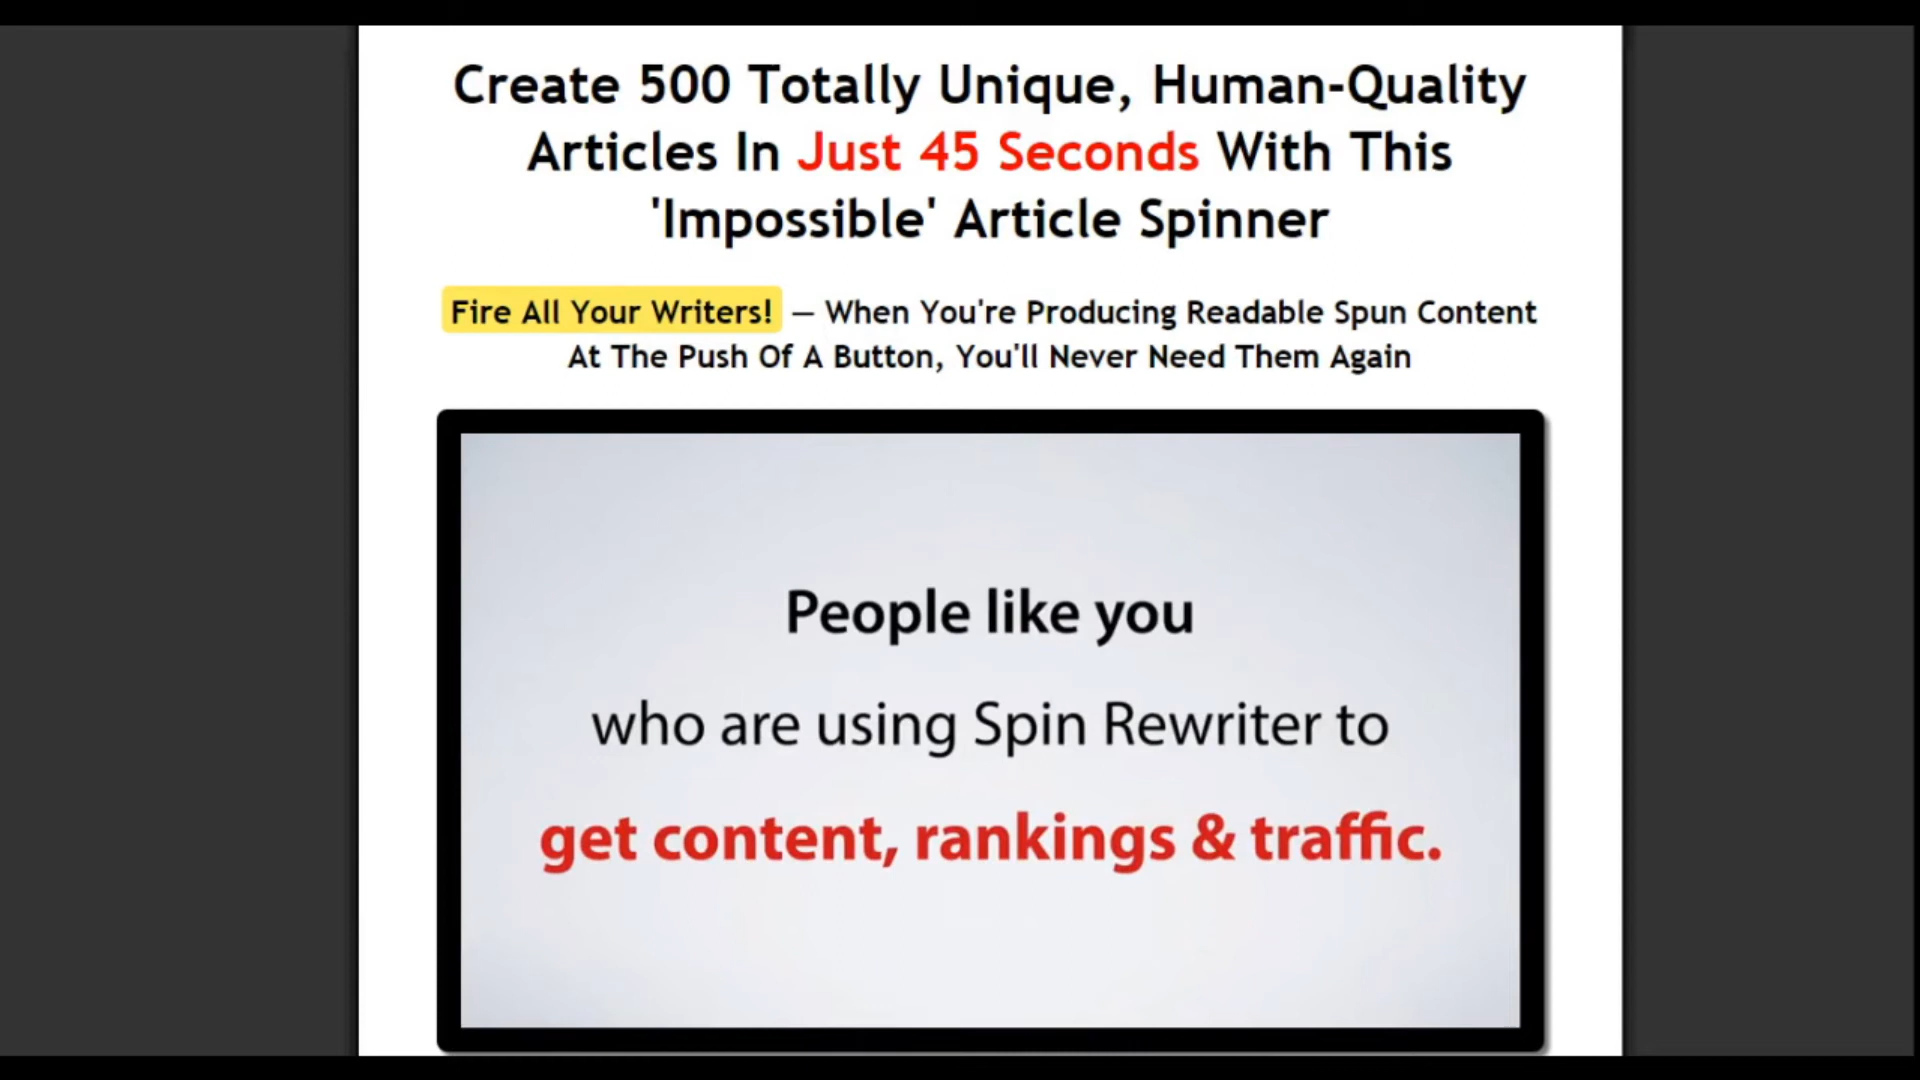 Create 500 Totally Unique, Human-Quality
Articles In Just 45 Seconds With This
'Impossible' Article Spinner
Fire All Your Writers! — When You're Producing Readable Spun Content
At The Push Of A Button, You'll Never Need Them Again
People like you
who are using Spin Rewriter to
get content, rankings & traffic.